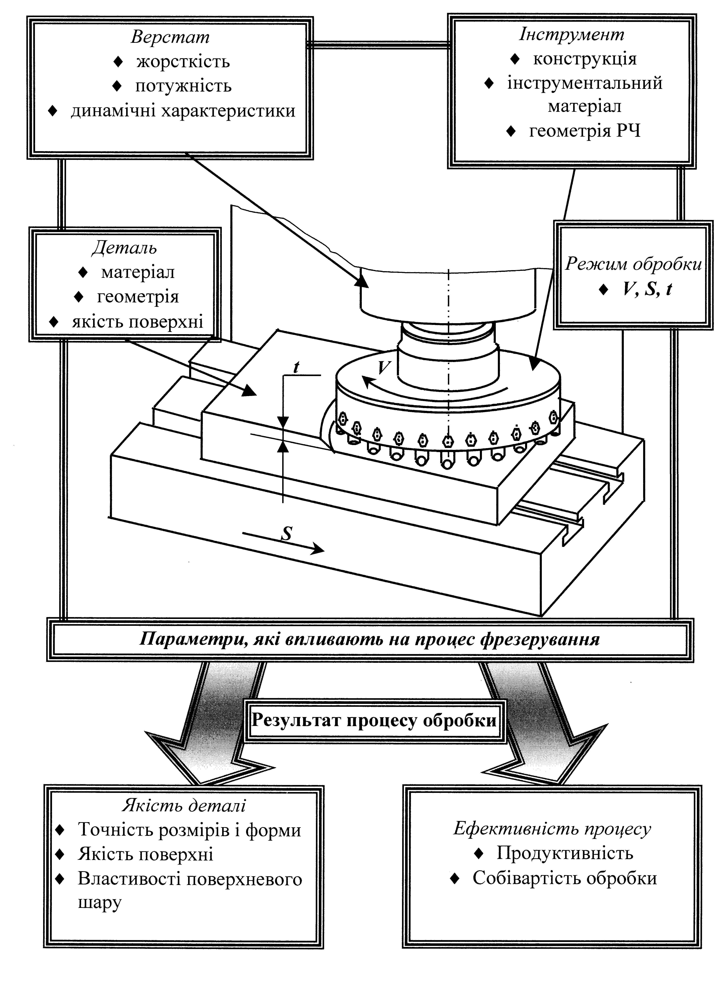 Верстат
♦ жорсткість
♦ потужність
♦ динамічні характеристики
Інструмент
♦ конструкція
♦ інструментальний
матеріал
♦ геометрія РЧ
Деталь
♦ матеріал
♦ геометрія
♦ якість поверхні
Режим обробки
♦ V, S, t
t
V
S
Параметри, які впливають на процес фрезерування
Результат процесу обробки
Якість деталі
♦ Точність розмірів і форми
♦ Якість поверхні
♦ Властивості поверхневого
шару
Ефективність процесу
♦ Продуктивність
♦ Собівартість обробки